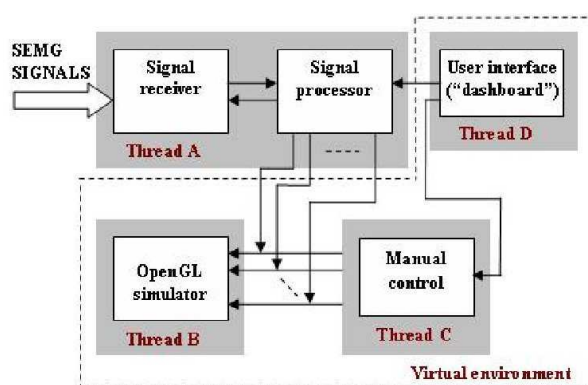 SEMG
SIGNALS
Signal
receiver
Signal
processor
Thread A
User interface
("dashboard")
Thread D
OpenGL
simulator
Thread B
Manual
control
Thread C
Virtual environment